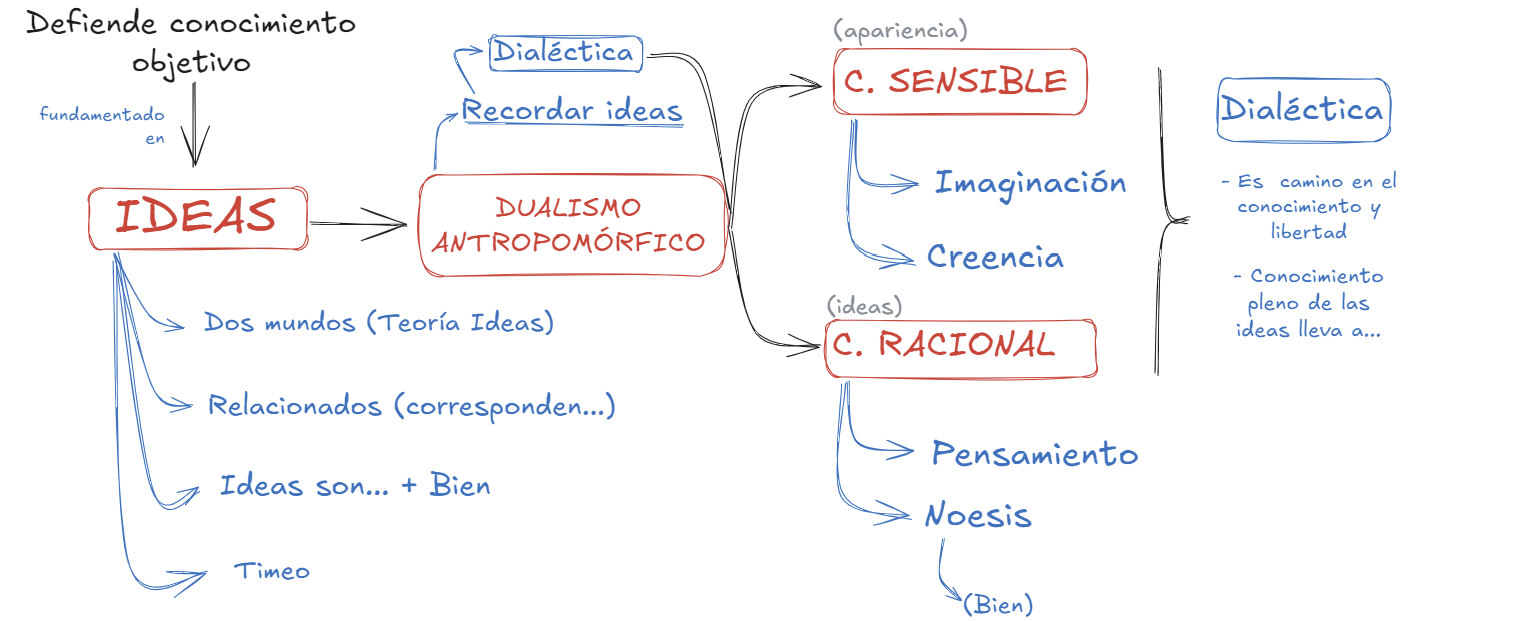 Defiende conocimiento
objetivo
fundamentado
en
IDEAS
Dos mundos (Teoría Ideas)
Relacionados (corresponden...)
Ideas son... + Bien
Timeo
Dialéctica
Recordar ideas
DUALISMO
ANTROPOMÓRFICO
(apariencia)
C. SENSIBLE
Imaginación
Creencia
(ideas)
C. RACIONAL
Pensamiento
Noesis
(Bien)
Dialéctica
- Es camino en el
conocimiento y
libertad
- Conocimiento
pleno de las
ideas lleva a...